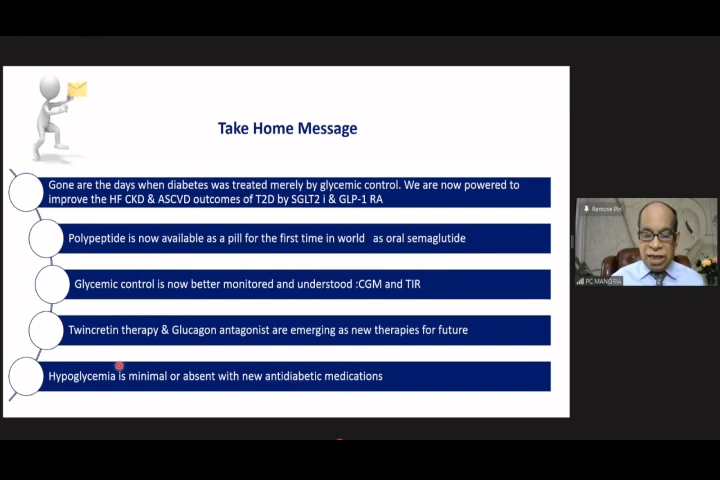 Take Home Message
Gone are the days when diabetes was treated merely by glycemic control. We are now powered to
improve the HF CKD & ASCVD outcomes of T2D by SGLT2 i & GLP-1 RA
Polypeptide is now available as a pill for the first time in world as oral semaglutide
Glycemic control is now better monitored and understood :CGM and TIR
Twincretin therapy & Glucagon antagonist are emerging as new therapies for future
Hypoglycemia is minimal or absent with new antidiabetic medications
Remove Pin
PC MANORIA